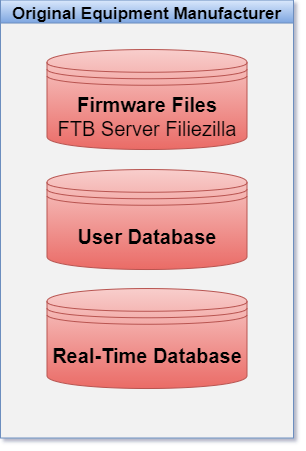 Original Equipment Manufacturer
Firmware Files
FTB Server Filiezilla
User Database
Real-Time Database